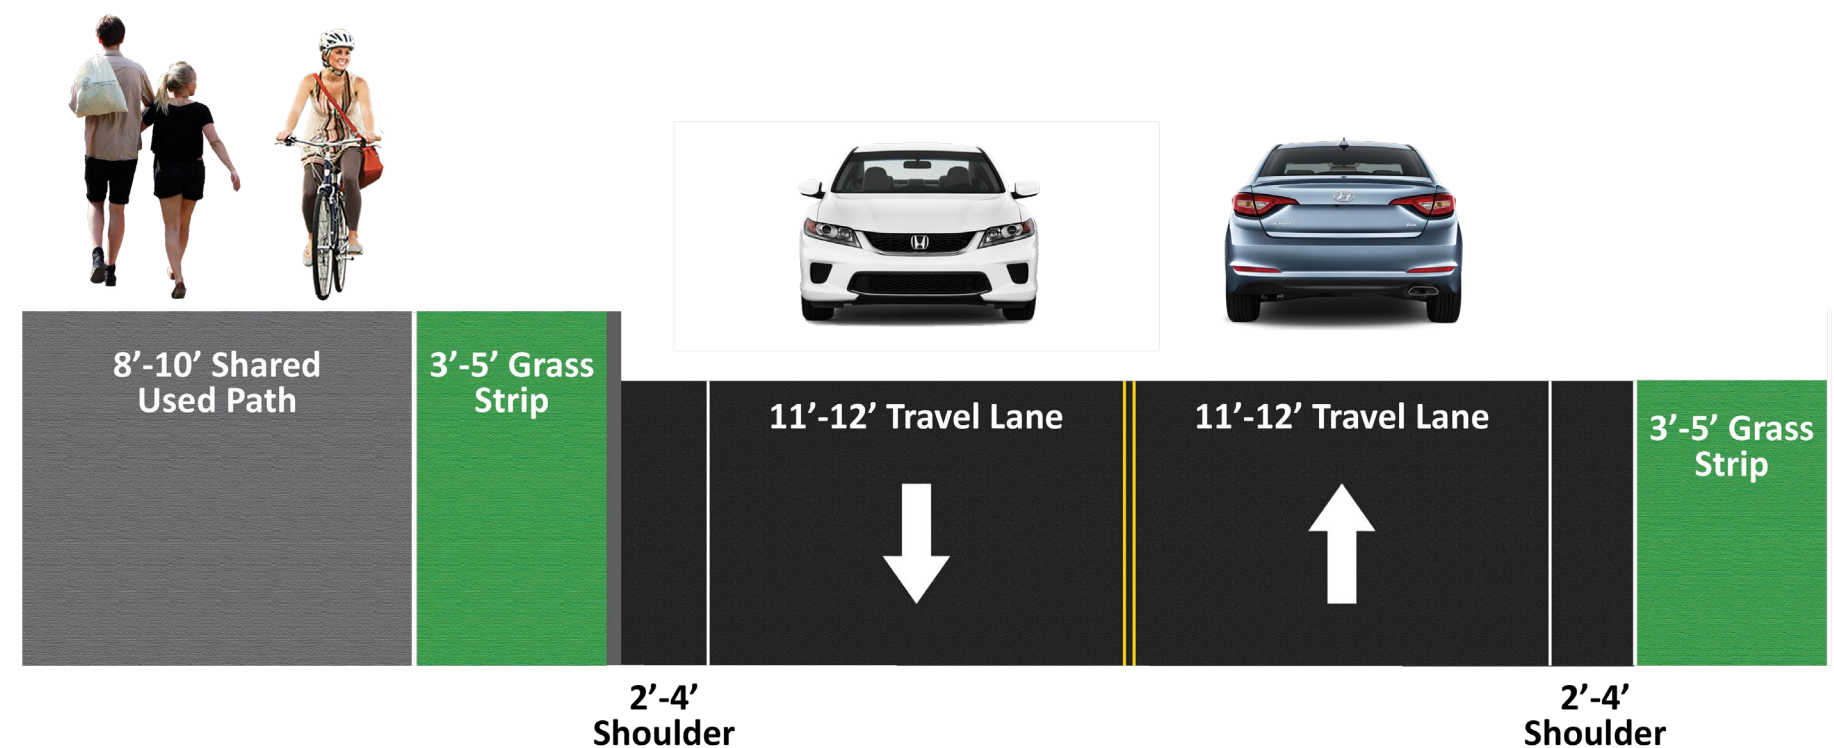 8’-10’ Shared
Used Path
3’-5’ Grass
Strip
11’-12’ Travel Lane
11’-12’ Travel Lane
3’-5’ Grass
Strip
2’-4’
Shoulder
2’-4’
Shoulder